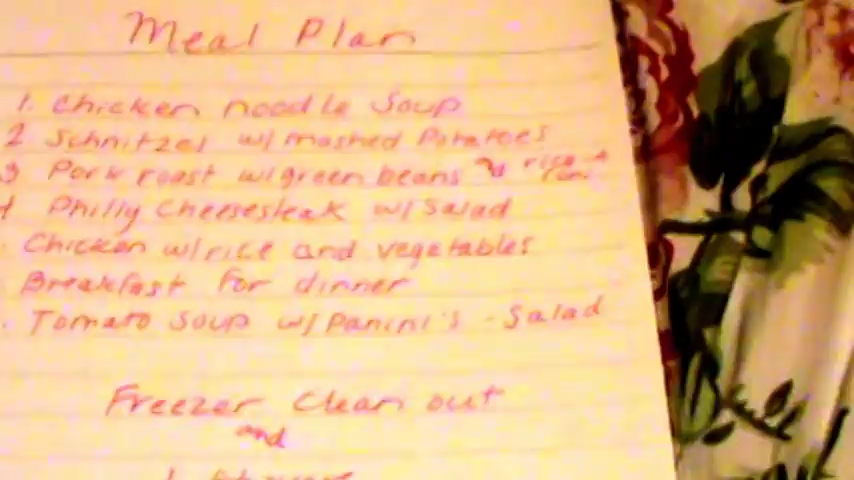 Meal Plan
1. Chicken noodle Soup
2 Schnitzel w/ mashed Potatoes
3 Pork roast w/green beans
Philly Cheesesteak w/ Salad
Chicken w/rice and vegetables
Breakfast for dinner
Tomato Soup w/Panini's - Salad
Freezer Clean out
and